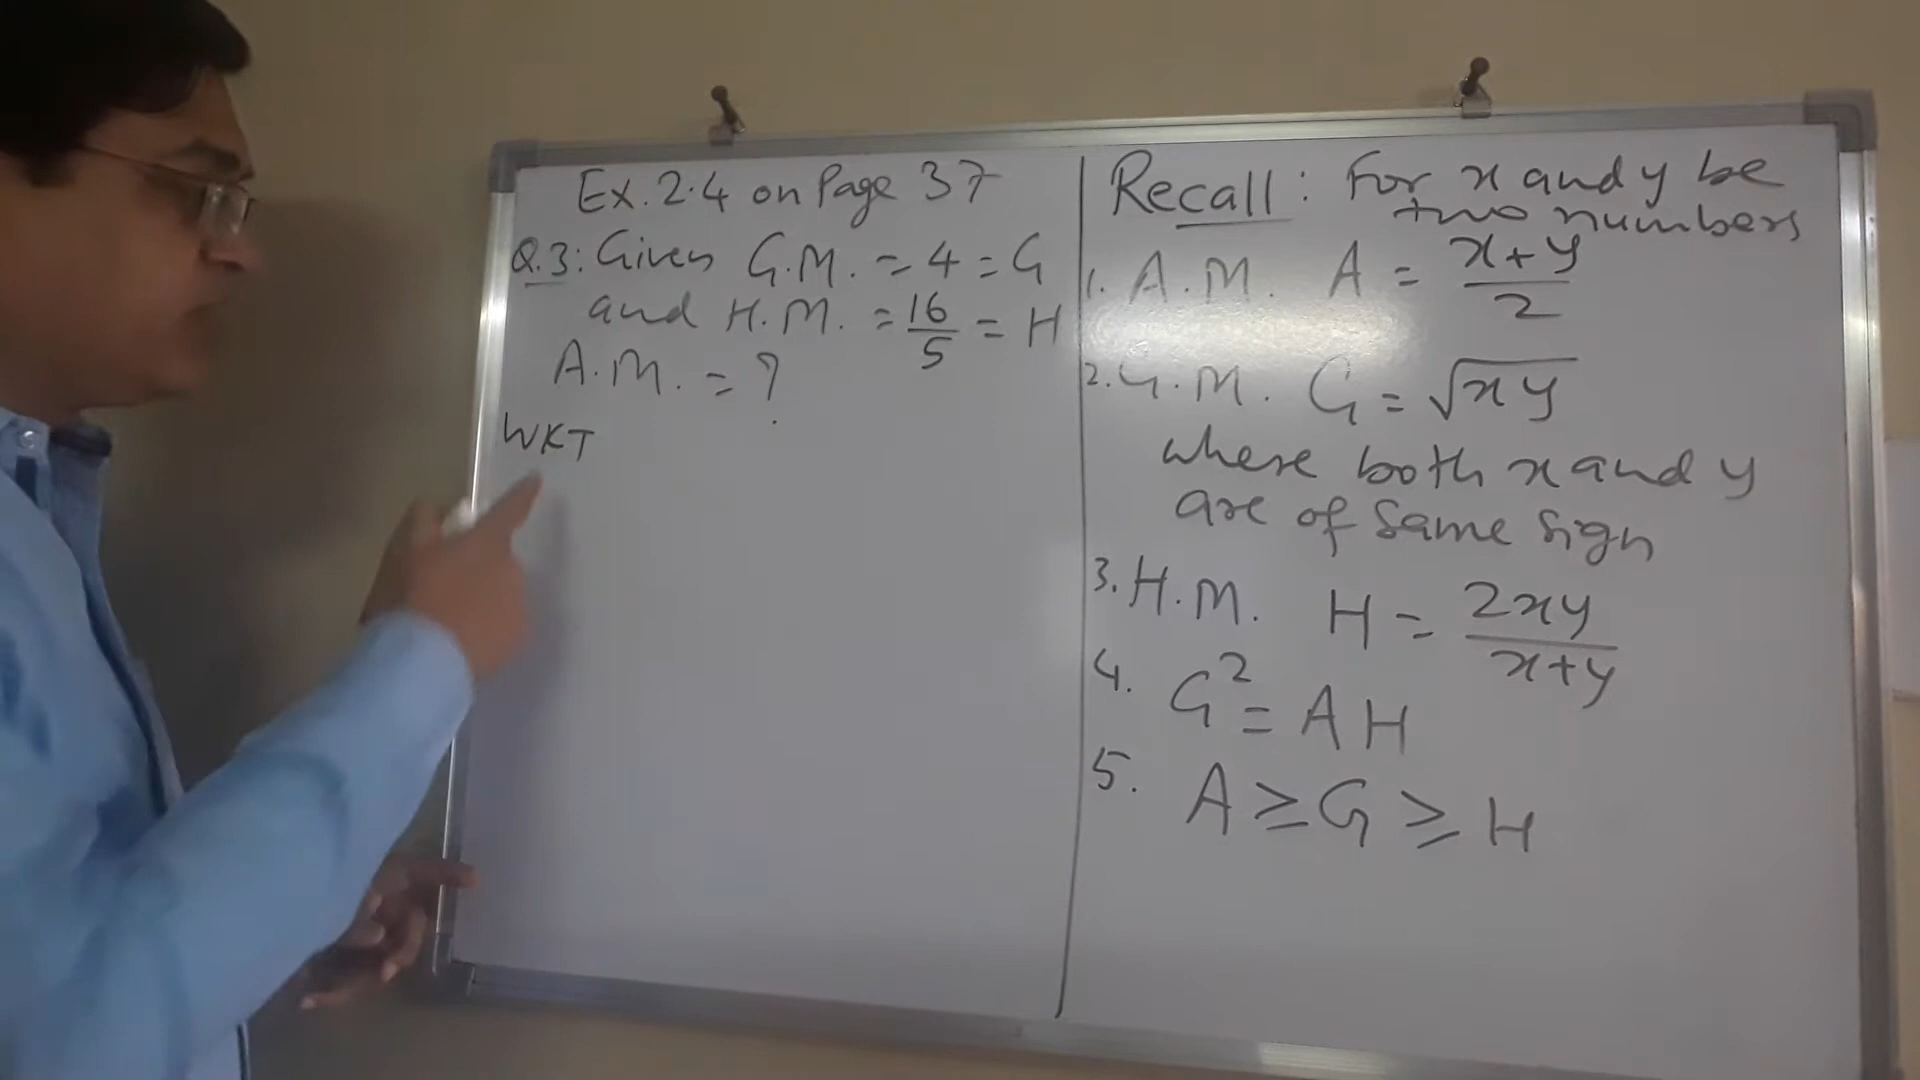 Ex. 2.4 on Page 37
Q.3: Given G.M. = 4 = G
and H.M. = 16/5 = H
A.M. = ?
WKT
Recall: For x and y be
two numbers
1. A.M. A = x+y/2
2. G.M. G = √xy
where both x and y
are of same sign
3. H.M. H = 2xy/x+y
4. G² = AH
5. A ≥ G ≥ H